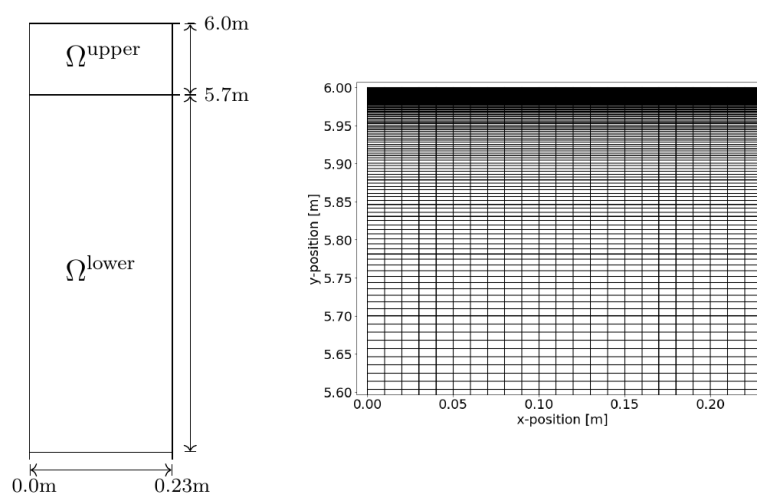 6.0m
Ω^upper
5.7m
Ω^lower
0.0m
0.23m
6.00
5.95
5.90
5.85
5.80
5.75
5.70
5.65
5.60
y-position [m]
0.00 0.05 0.10 0.15 0.20
x-position [m]